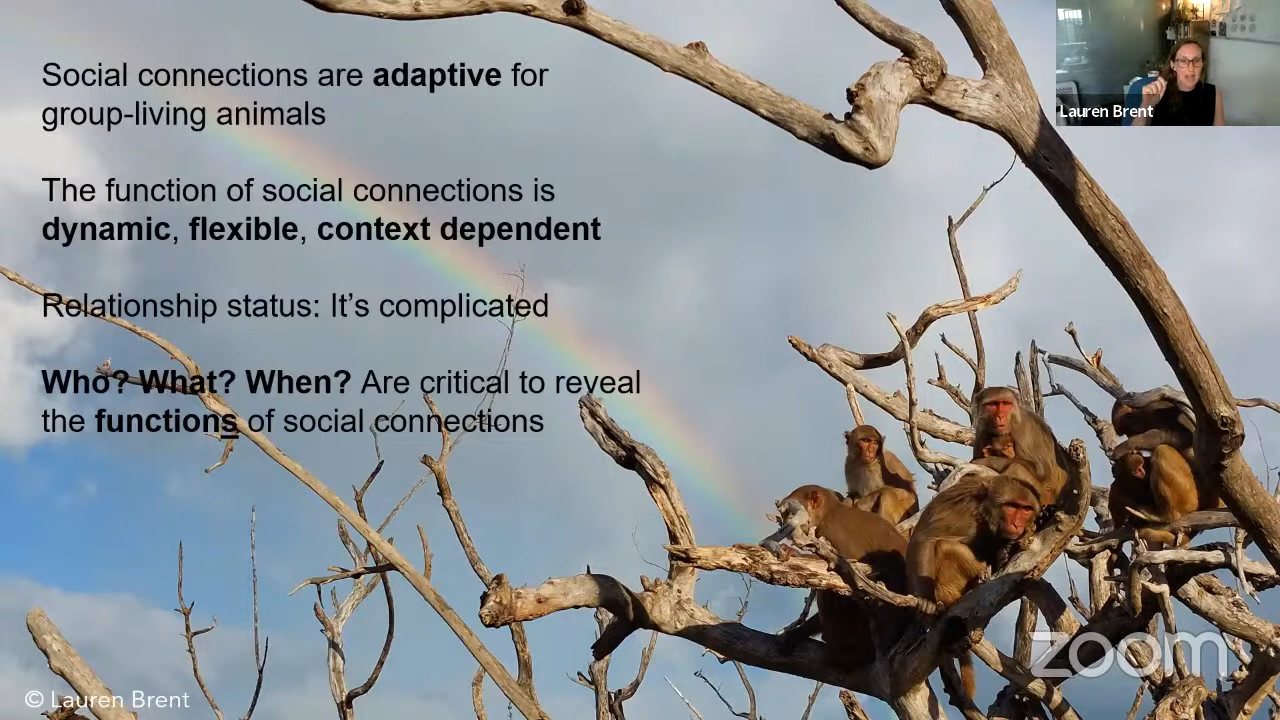 Social connections are adaptive for
group-living animals
The function of social connections is
dynamic, flexible, context dependent
Relationship status: It’s complicated
Who? What? When? Are critical to reveal
the functions of social connections
Lauren Brent
© Lauren Brent
zoom